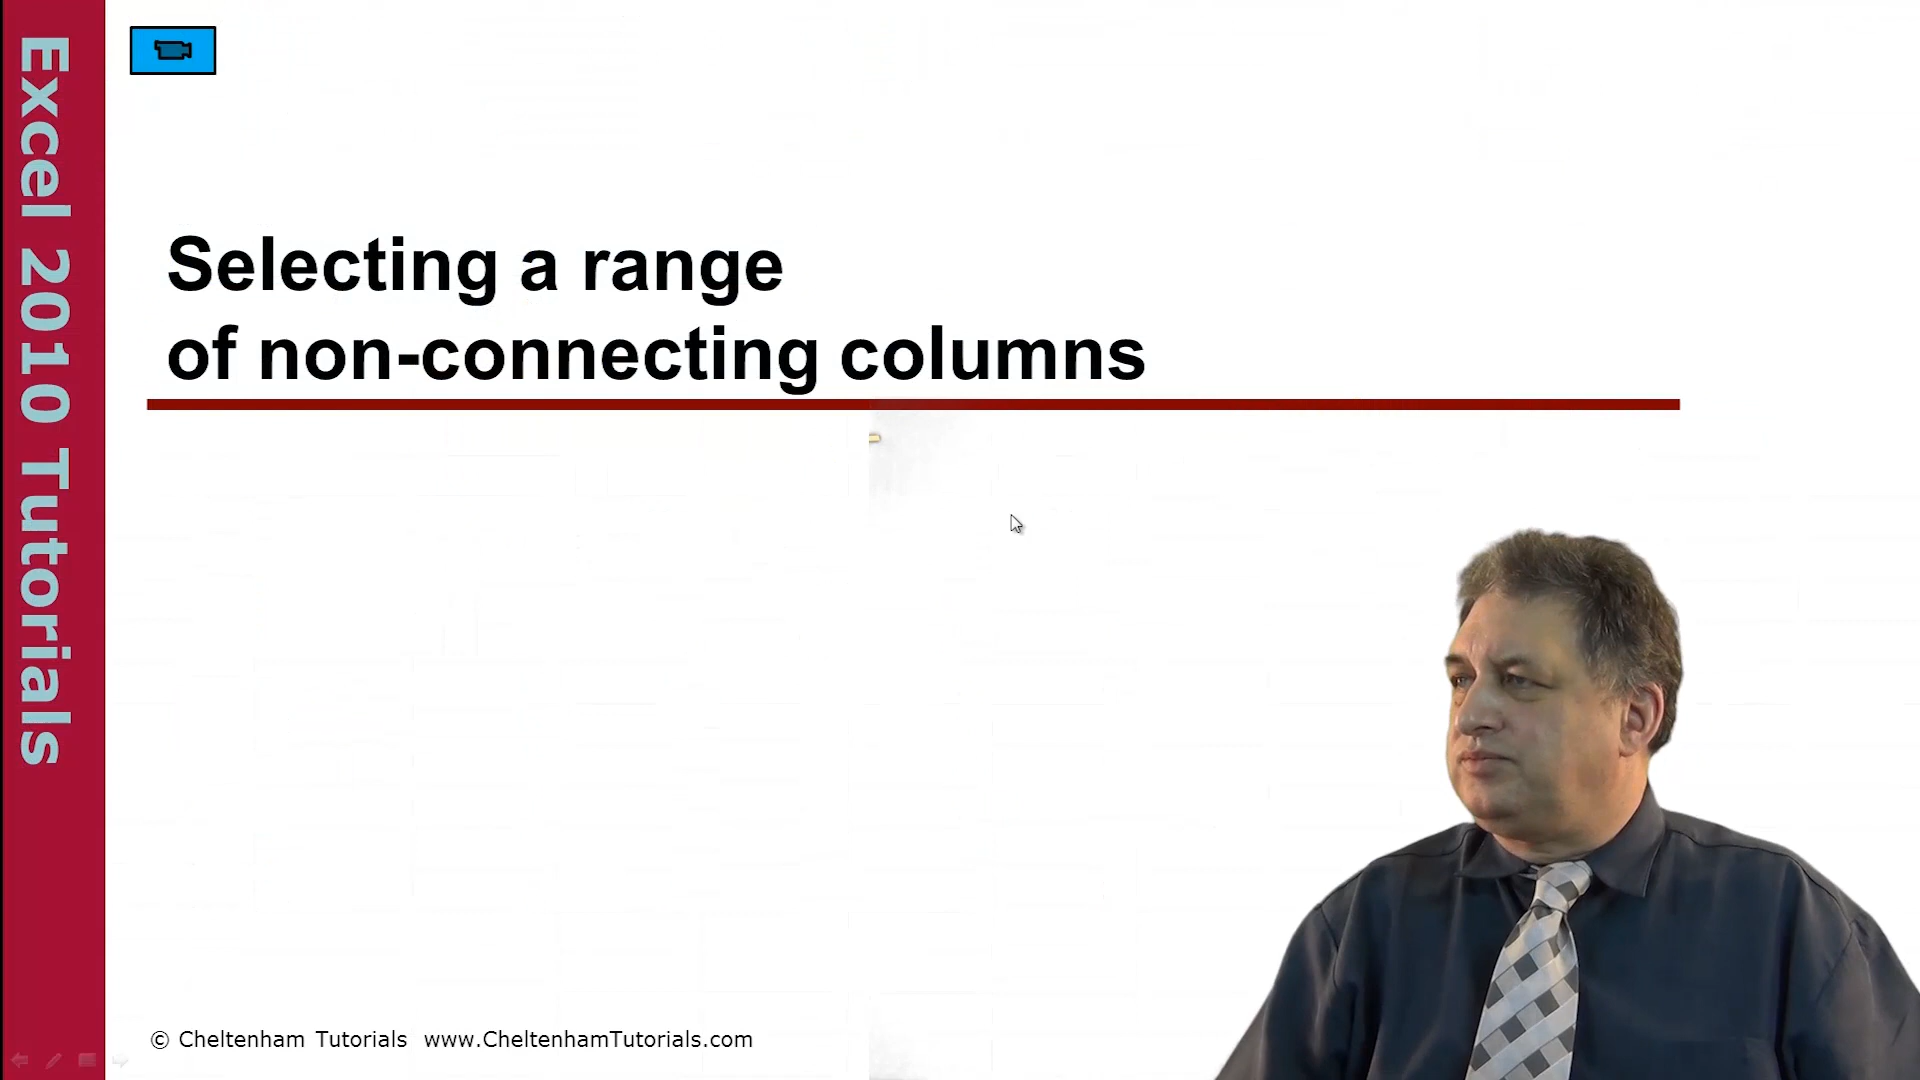 Excel 2010 Tutorials
Selecting a range
of non-connecting columns
© Cheltenham Tutorials www.CheltenhamTutorials.com